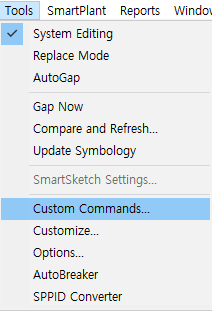 Tools SmartPlant Reports Window
System Editing
Replace Mode
AutoGap
Gap Now
Compare and Refresh...
Update Symbology
SmartSketch Settings...
Custom Commands...
Customize...
Options...
AutoBreaker
SPPID Converter